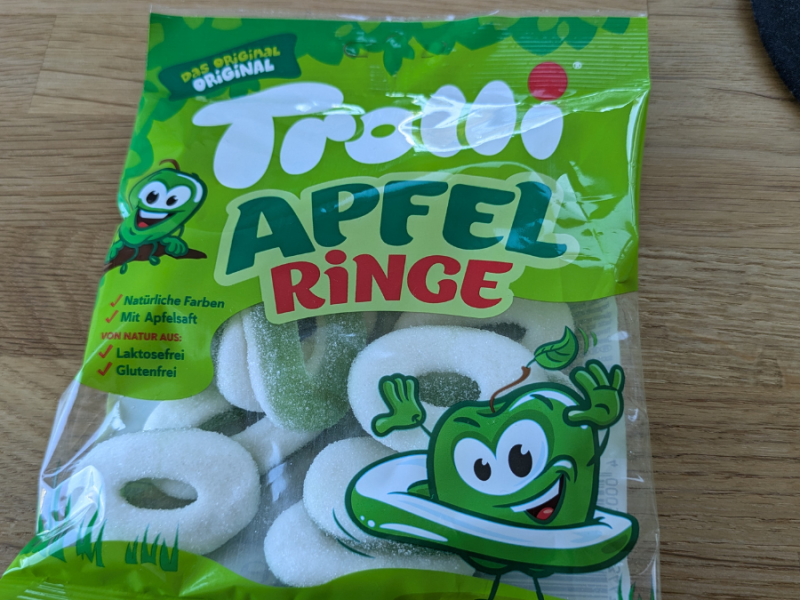 Das Original
ORiGiNAL
Trolli
APFEL
RiNGE
Natürliche Farben
Mit Apfelsaft
VON NATUR AUS:
Laktosefrei
Glutenfrei